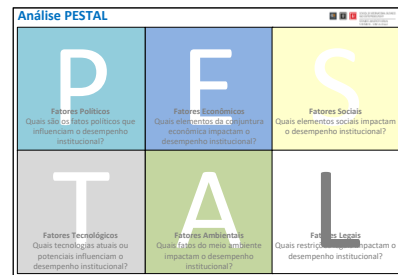 Análise PESTAL
P
Fatores Políticos
Quais são os fatos políticos que
influenciam o desempenho
institucional?
E
Fatores Econômicos
Quais elementos da conjuntura
econômica impactam o
desempenho institucional?
S
Fatores Sociais
Quais elementos sociais impactam
o desempenho institucional?
T
Fatores Tecnológicos
Quais tecnologias atuais ou
potenciais influenciam o
desempenho institucional?
A
Fatores Ambientais
Quais fatos do meio ambiente
impactam o desempenho
institucional?
L
Fatores Legais
Quais restrições legais impactam o
desempenho institucional?